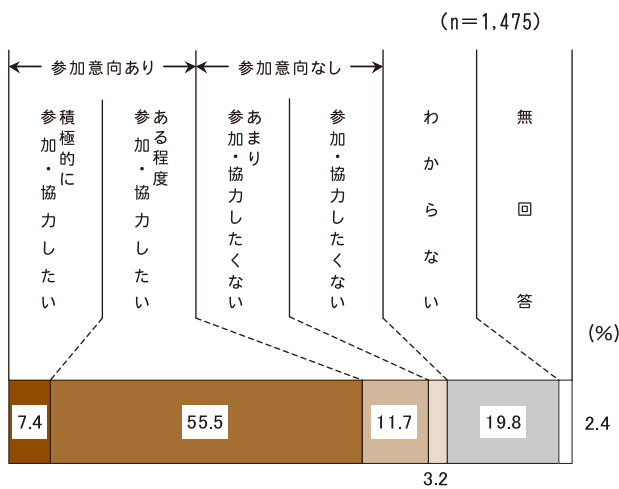 (n=1,475)
参加意向あり
参加意向なし
積極的に
参加・協力したい
ある程度
参加・協力したい
あまり
参加・協力したくない
参加・協力したくない
わからない
無回答
(%)
7.4
55.5
11.7
3.2
19.8
2.4